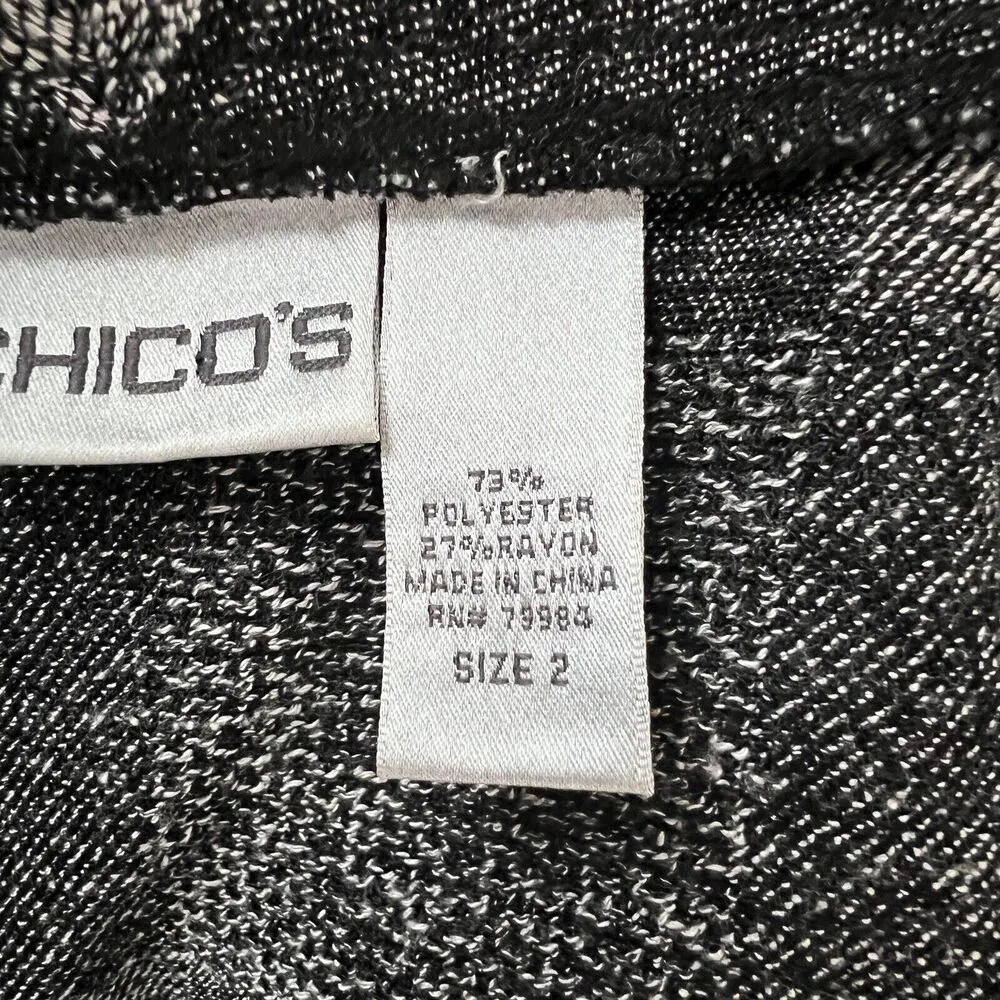 CHICO'S
73%
POLYESTER
27% RAYON
MADE IN CHINA
RN# 79984
SIZE 2